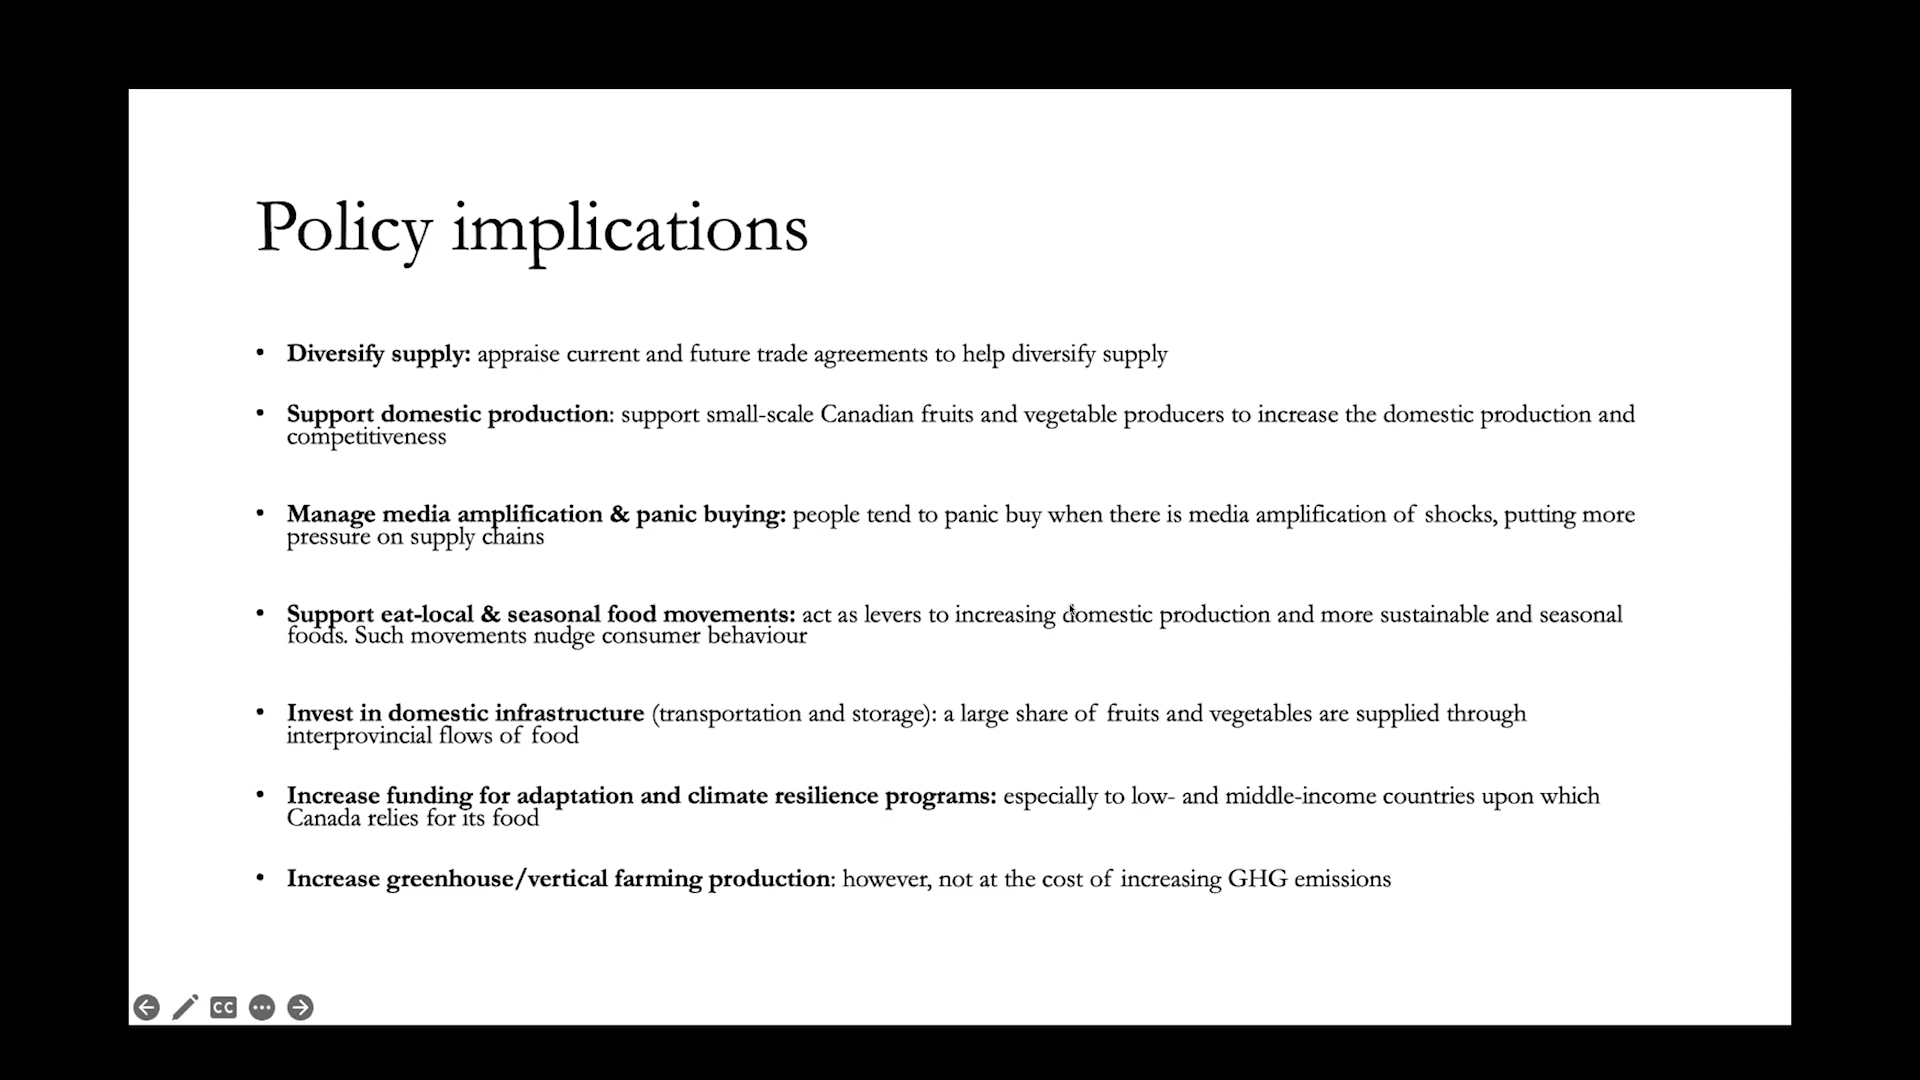 Policy implications
• Diversify supply: appraise current and future trade agreements to help diversify supply
• Support domestic production: support small-scale Canadian fruits and vegetable producers to increase the domestic production and
competitiveness
• Manage media amplification & panic buying: people tend to panic buy when there is media amplification of shocks, putting more
pressure on supply chains
• Support eat-local & seasonal food movements: act as levers to increasing domestic production and more sustainable and seasonal
foods. Such movements nudge consumer behaviour
• Invest in domestic infrastructure (transportation and storage): a large share of fruits and vegetables are supplied through
interprovincial flows of food
• Increase funding for adaptation and climate resilience programs: especially to low- and middle-income countries upon which
Canada relies for its food
• Increase greenhouse/vertical farming production: however, not at the cost of increasing GHG emissions
CC